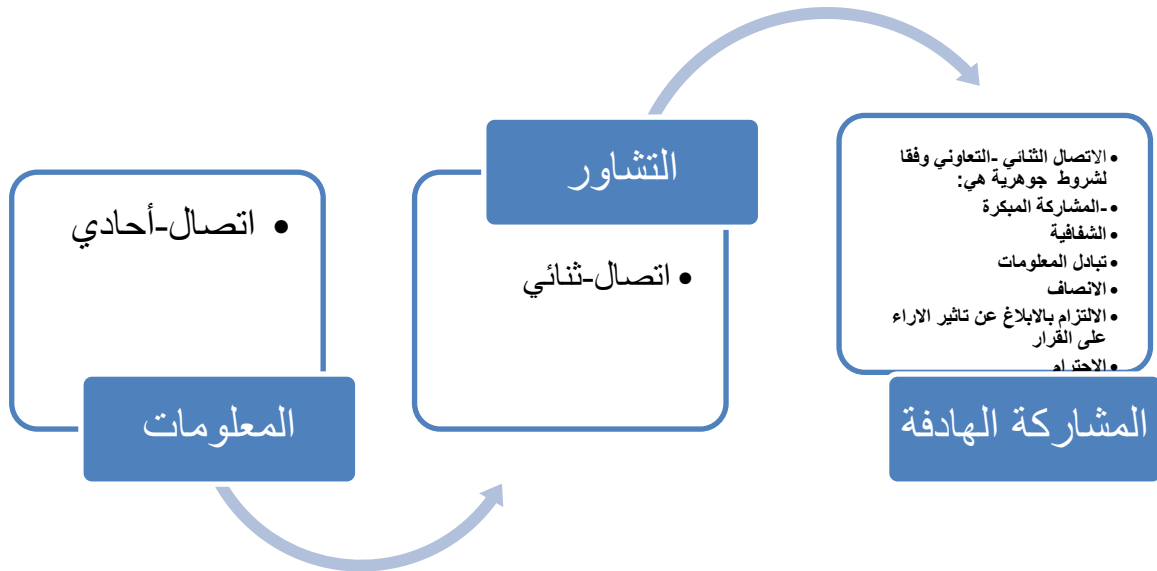 • اتصال-أحادي
المعلومات
التشاور
• اتصال-ثنائي
• الاتصال الثنائي -التعاوني وفقا
لشروط جوهرية هي:
• -المشاركة المبكرة
• الشفافية
• تبادل المعلومات
• الانصاف
• الالتزام بالابلاغ عن تاثير الاراء
على القرار
• الاحترام
المشاركة الهادفة